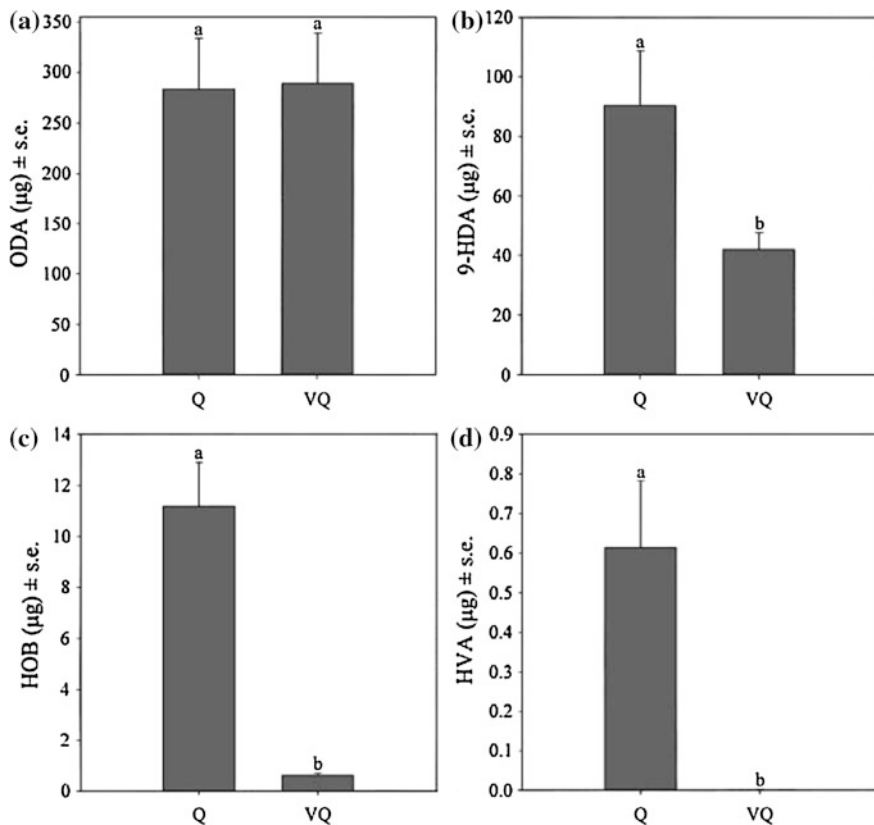 (a)
ODA (µg) ± s.e.
350
300
250
200
150
100
50
0
a
a
Q
VQ
(b)
9-HDA (µg) ± s.e.
120
100
80
60
40
20
0
a
b
Q
VQ
(c)
HOB (µg) ± s.e.
14
12
10
8
6
4
2
0
a
b
Q
VQ
(d)
HVA (µg) ± s.e.
0.9
0.8
0.7
0.6
0.5
0.4
0.3
0.2
0.1
0.0
a
b
Q
VQ